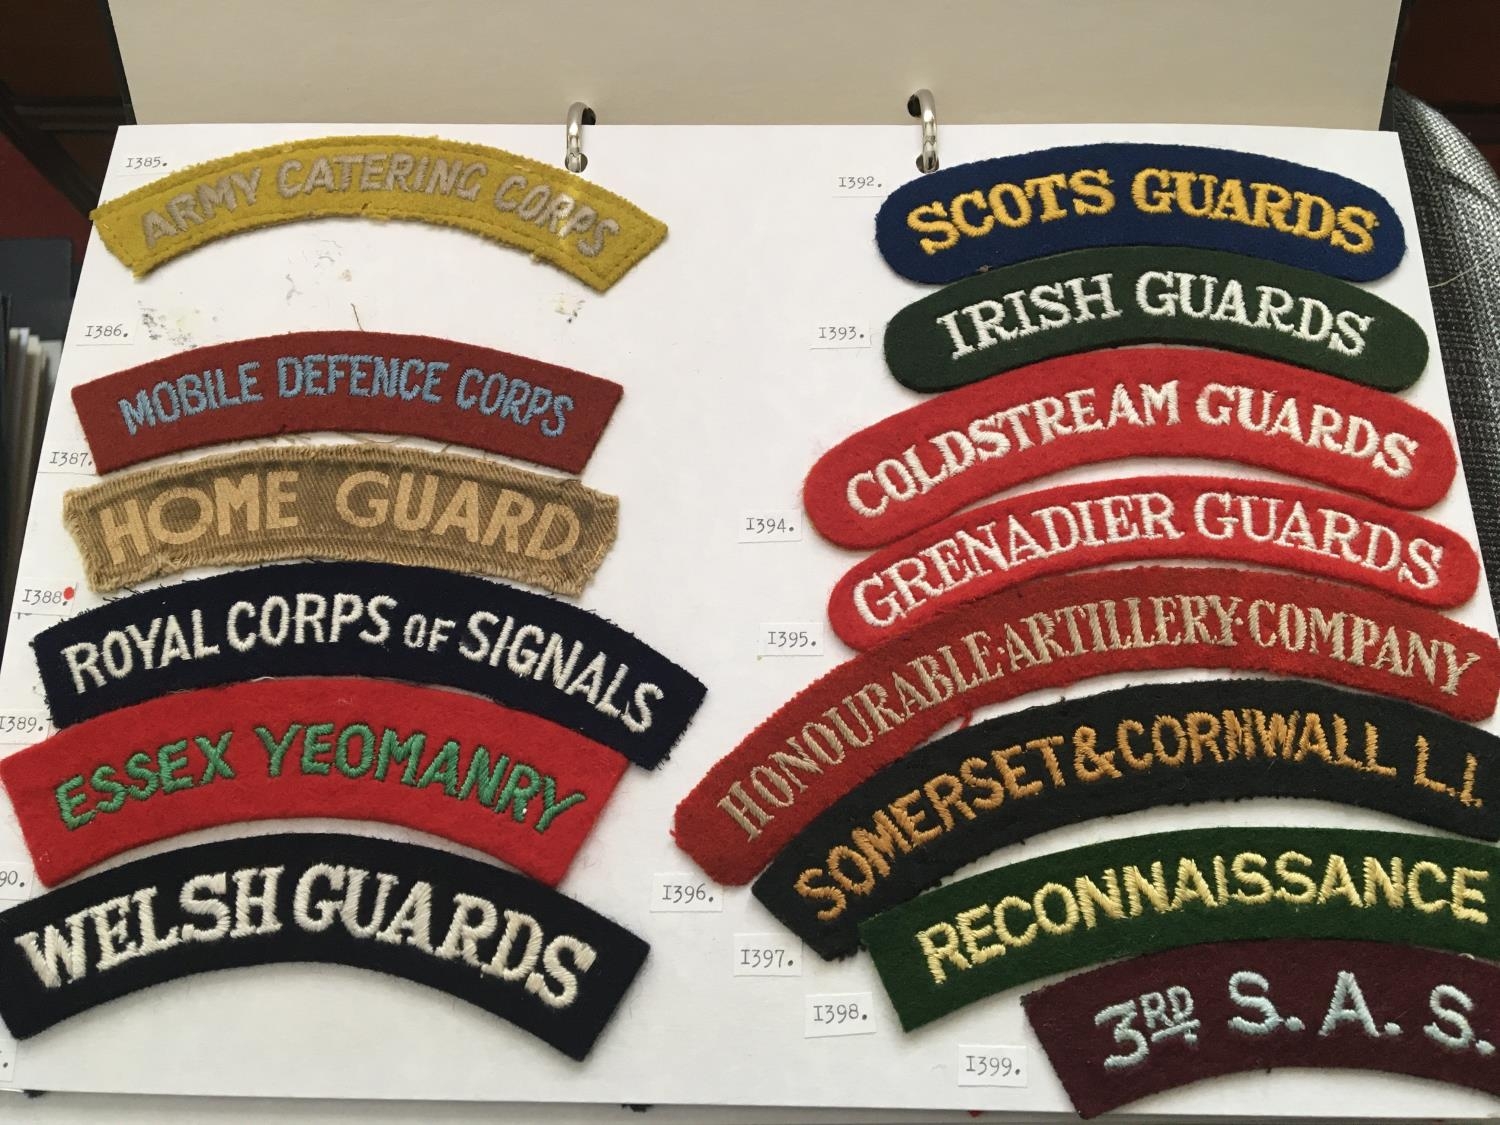 I385.
ARMY CATERING CORPS
I386.
MOBILE DEFENCE CORPS
I387.
HOME GUARD
I388.
ROYAL CORPS OF SIGNALS
I389.
ESSEX YEOMANRY
90.
WELSH GUARDS
I392.
SCOTS GUARDS
I393.
IRISH GUARDS
COLDSTREAM GUARDS
I394.
GRENADIER GUARDS
I395.
HONOURABLE·ARTILLERY·COMPANY
I396.
SOMERSET & CORNWALL L.I.
I397.
RECONNAISSANCE
I398.
3RD S.A.S.
I399.